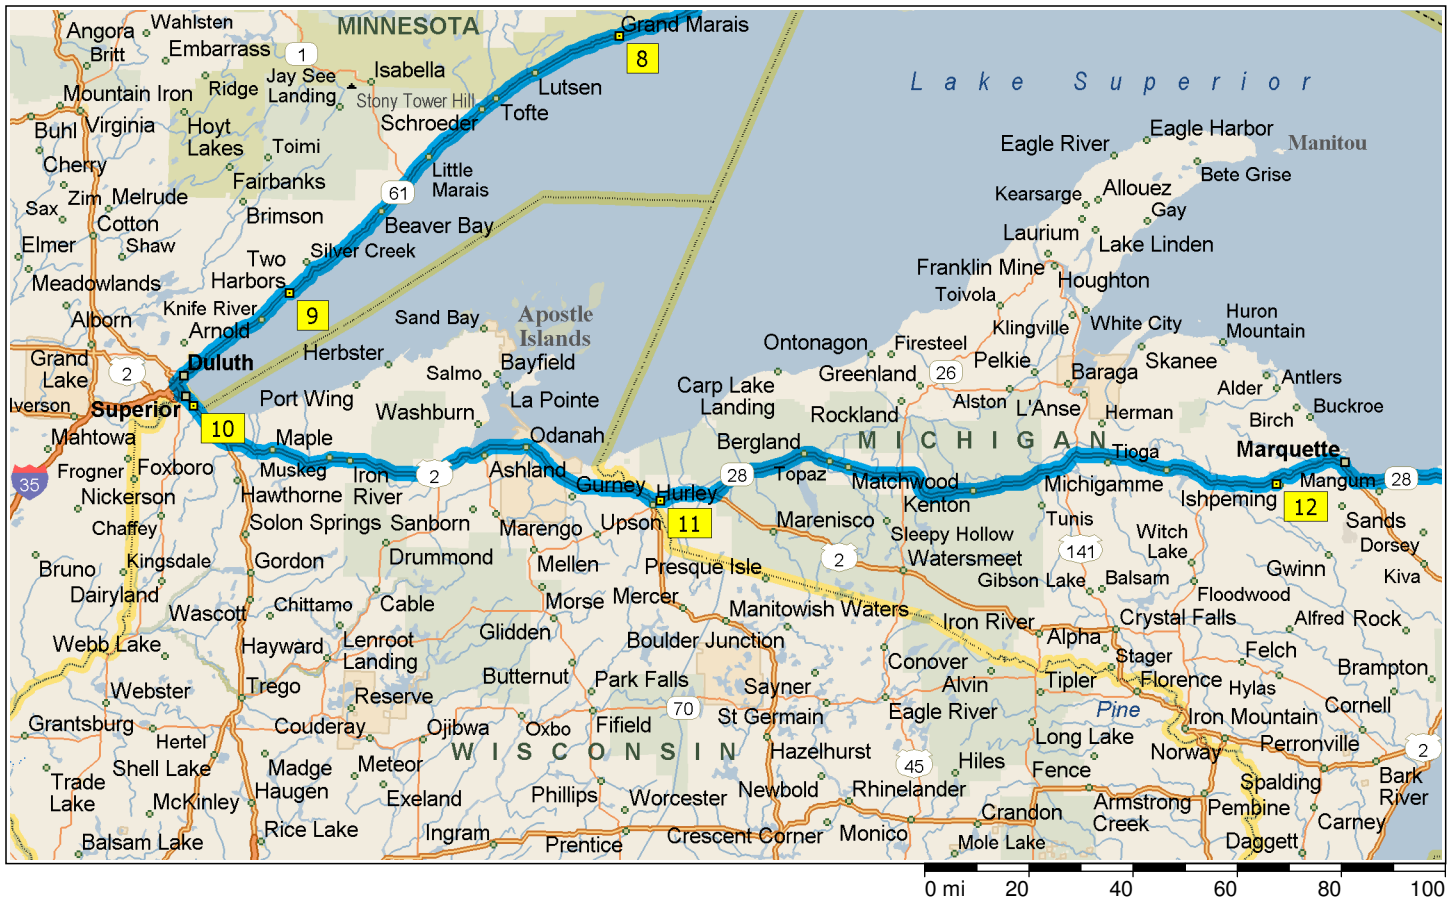 Wahlsten
MINNESOTA
Grand Marais
Angora
Britt
Embarrass
1
8
Jay See
Landing
Isabella
Lake Superior
Ridge
Lutsen
Mountain Iron
Stony Tower Hill
Tofte
Buhl
Virginia
Hoyt
Lakes
Schroeder
Eagle Harbor
Eagle River
Manitou
Toimi
Cherry
Little
Marais
Fairbanks
Bete Grise
Zim
Melrude
61
Kearsarge
Allouez
Sax
Cotton
Brimson
Beaver Bay
Gay
Elmer
Shaw
Silver Creek
Laurium
Lake Linden
Two
Harbors
Franklin Mine
Houghton
Meadowlands
Toivola
Knife River
9
Sand Bay
Apostle
Islands
Alborn
Arnold
Klingville
White City
Huron
Mountain
Grand
Lake
2
Duluth
Herbster
Bayfield
Ontonagon
Firesteel
Pelkie
Skanee
Salmo
Greenland
26
Baraga
Carp Lake
Landing
Alder
Antlers
Iverson
Superior
Port Wing
Washburn
La Pointe
Rockland
Alston
L'Anse
Herman
Birch
Buckroe
10
Mahtowa
Maple
Odanah
Bergland
MICHIGAN
Tioga
Marquette
Frogner
Foxboro
Muskeg
Iron
River
2
Ashland
28
Topaz
Matchwood
Michigamme
Ishpeming
Mangum
28
35
Nickerson
Hawthorne
Gurney
Hurley
Kenton
12
Chaffey
Solon Springs
Sanborn
Marengo
Upson
11
Marenisco
Tunis
Witch
Lake
Sands
Sleepy Hollow
Dorsey
Bruno
Kingsdale
Gordon
Drummond
Mellen
Presque Isle
2
Watersmeet
141
Gwinn
Kiva
Dairyland
Gibson Lake
Balsam
Floodwood
Wascott
Chittamo
Cable
Morse
Mercer
Manitowish Waters
Iron River
Crystal Falls
Alfred
Rock
Webb Lake
Hayward
Lenroot
Landing
Glidden
Boulder Junction
Alpha
Stager
Felch
Brampton
Conover
Webster
Trego
Reserve
Butternut
Park Falls
Sayner
Alvin
Tipler
Florence
Hylas
Cornell
Grantsburg
Couderay
Ojibwa
Oxbo
Fifield
70
St Germain
Eagle River
Pine
Iron Mountain
Hertel
WISCONSIN
Hazelhurst
Long Lake
Norway
Perronville
2
Shell Lake
Madge
Meteor
45
Hiles
Fence
Spalding
Bark
River
Trade
Lake
McKinley
Haugen
Exeland
Phillips
Worcester
Newbold
Rhinelander
Crandon
Armstrong
Creek
Pembine
Carney
Balsam Lake
Rice Lake
Ingram
Prentice
Crescent Corner
Monico
Mole Lake
Daggett
0 mi 20 40 60 80 100